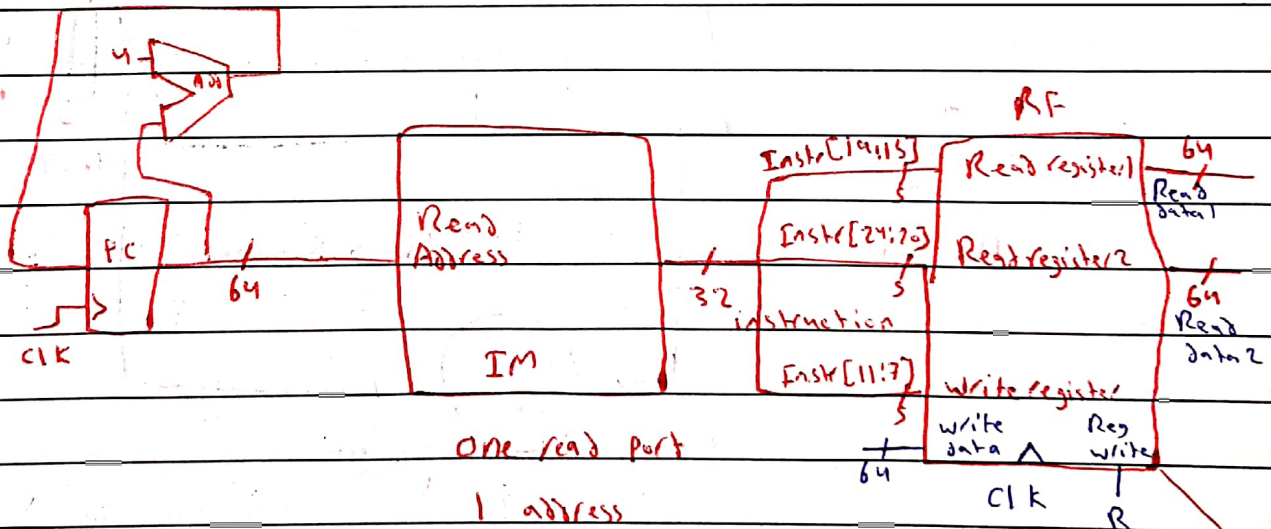 4
Add
RF
Instr[19:15]
5
Read register1
64
Read
data1
PC
64
Read
Address
32
instruction
Instr[24:20]
5
Read register2
64
Read
data2
Clk
IM
Instr[11:7]
5
write register
write
data
Reg
write
64
Clk
R
One read port
1 address